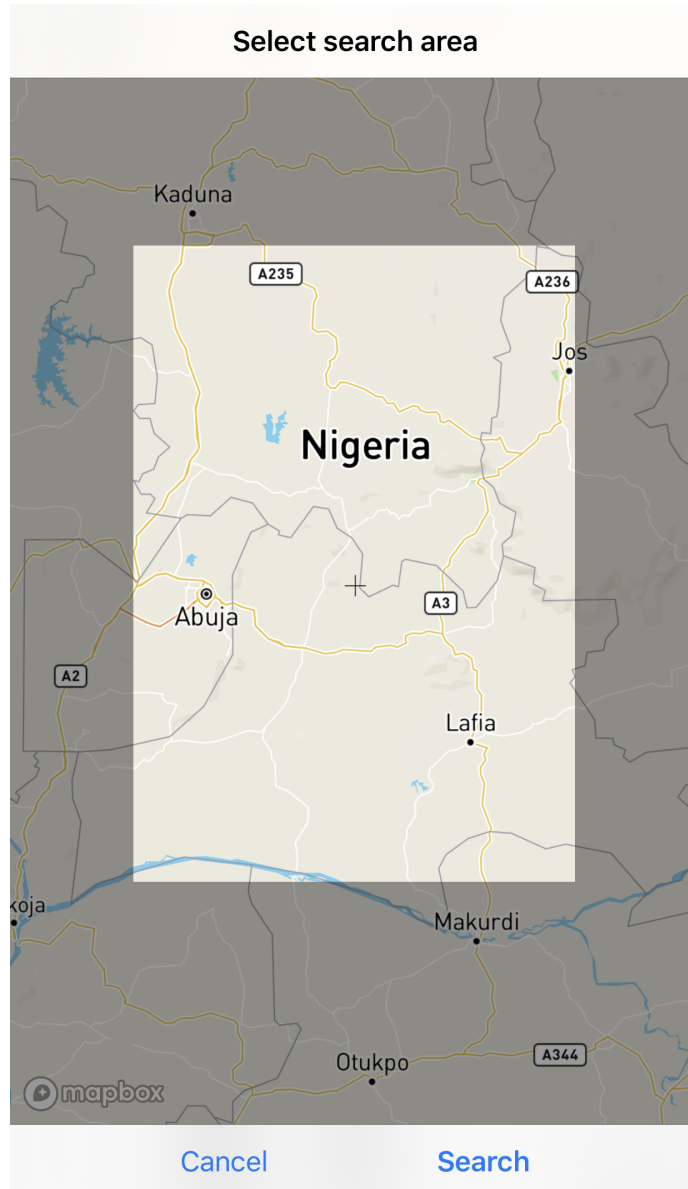 Select search area
Kaduna
A235
A236
Jos
Nigeria
A3
Abuja
A2
Lafia
koja
Makurdi
A344
Otukpo
mapbox
Cancel
Search